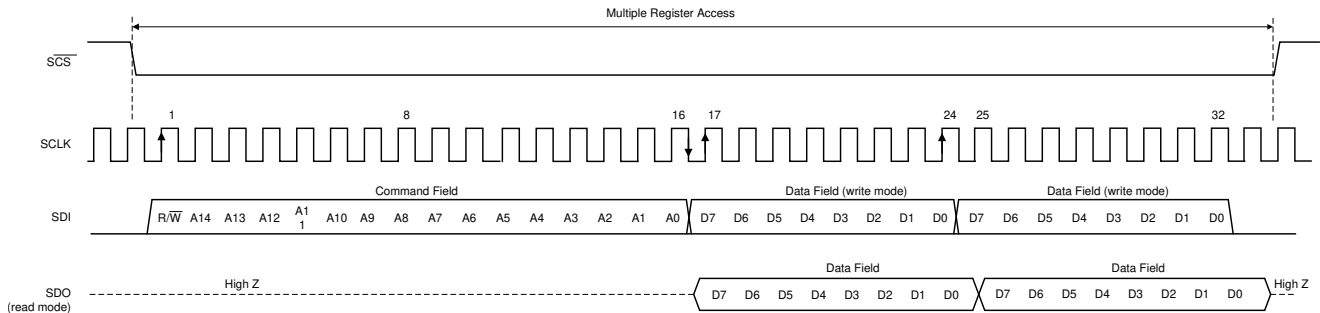 Multiple Register Access
SCS
1 8 16 17 24 25 32
SCLK
Command Field Data Field (write mode) Data Field (write mode)
SDI R/W A14 A13 A12 A1 A10 A9 A8 A7 A6 A5 A4 A3 A2 A1 A0 D7 D6 D5 D4 D3 D2 D1 D0 D7 D6 D5 D4 D3 D2 D1 D0
1
Data Field Data Field
High Z High Z
SDO D7 D6 D5 D4 D3 D2 D1 D0 D7 D6 D5 D4 D3 D2 D1 D0
(read mode)